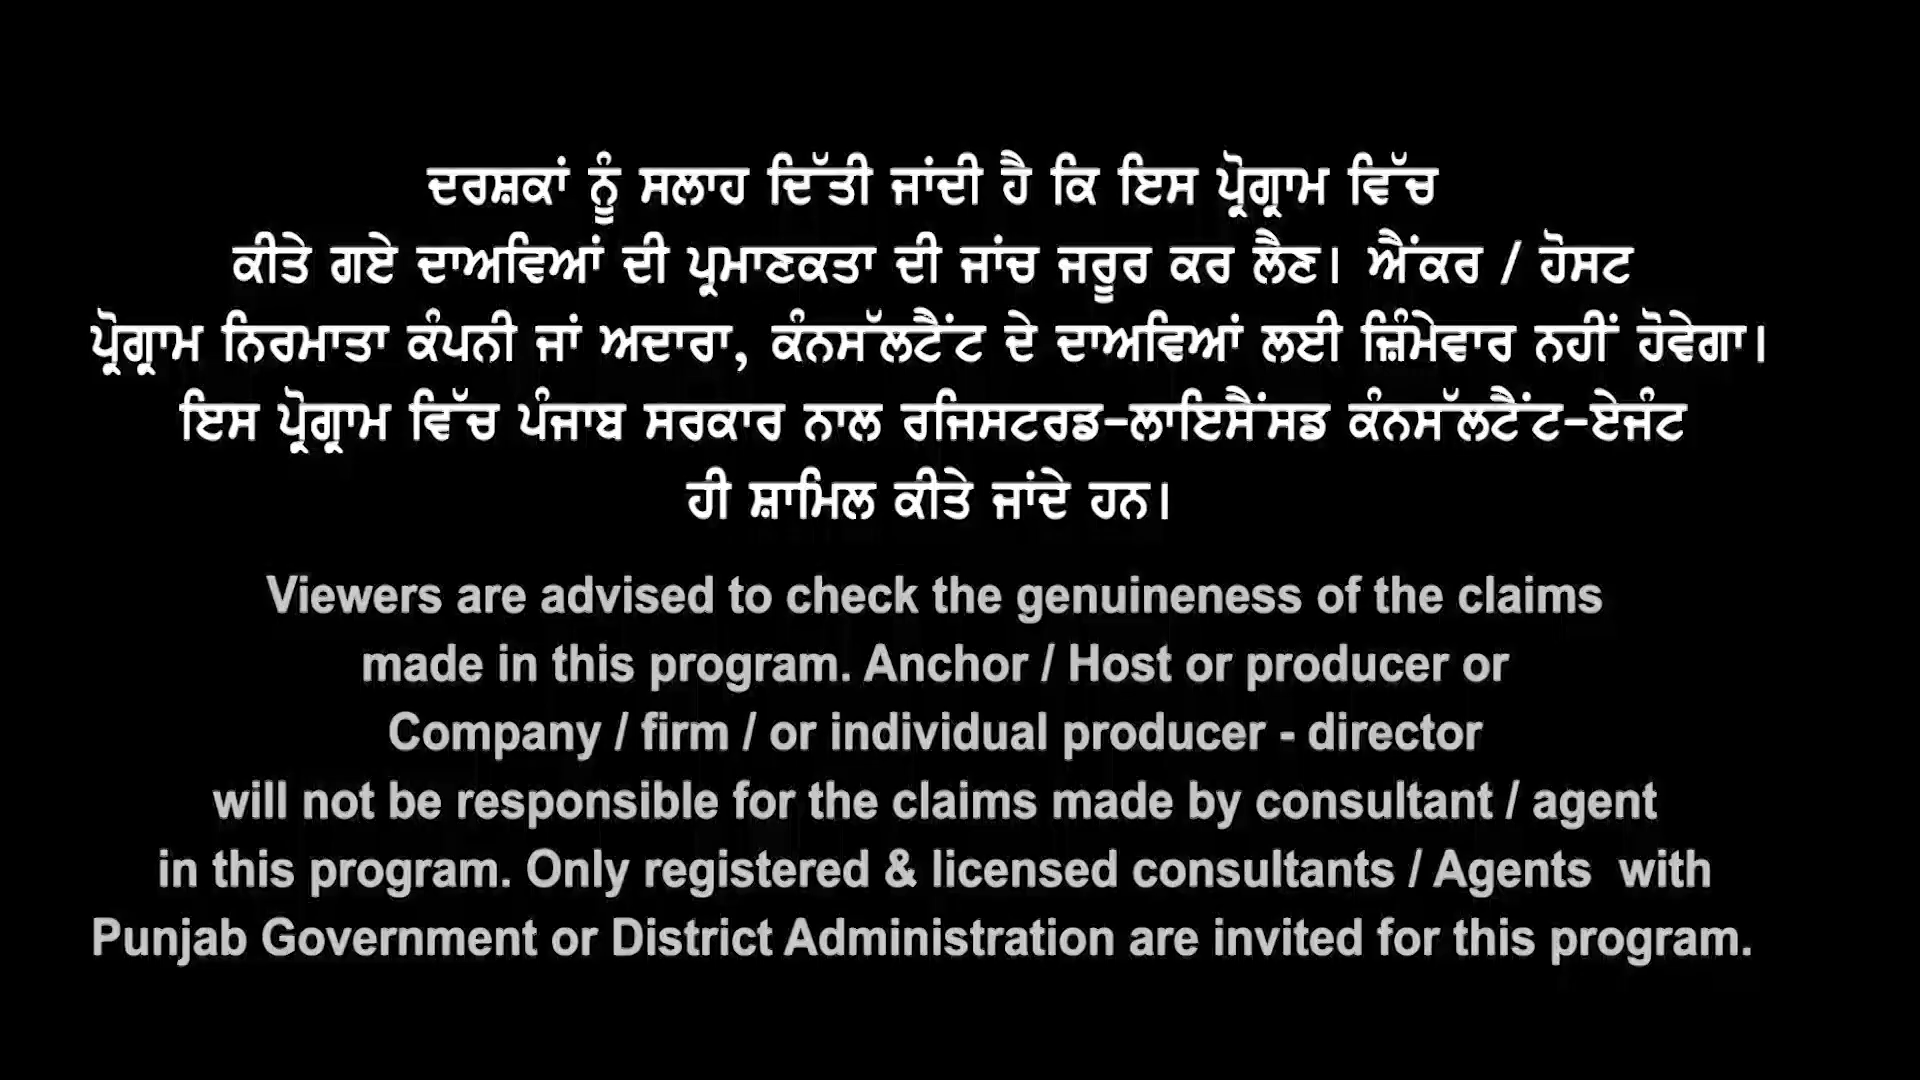 ਦਰਸ਼ਕਾਂ ਨੂੰ ਸਲਾਹ ਦਿੱਤੀ ਜਾਂਦੀ ਹੈ ਕਿ ਇਸ ਪ੍ਰੋਗ੍ਰਾਮ ਵਿੱਚ
ਕੀਤੇ ਗਏ ਦਾਅਵਿਆਂ ਦੀ ਪ੍ਰਮਾਣਕਤਾ ਦੀ ਜਾਂਚ ਜਰੂਰ ਕਰ ਲੈਣ। ਐਂਕਰ / ਹੋਸਟ
ਪ੍ਰੋਗ੍ਰਾਮ ਨਿਰਮਾਤਾ ਕੰਪਨੀ ਜਾਂ ਅਦਾਰਾ, ਕੰਨਸੱਲਟੈਂਟ ਦੇ ਦਾਅਵਿਆਂ ਲਈ ਜ਼ਿੰਮੇਵਾਰ ਨਹੀਂ ਹੋਵੇਗਾ।
ਇਸ ਪ੍ਰੋਗ੍ਰਾਮ ਵਿੱਚ ਪੰਜਾਬ ਸਰਕਾਰ ਨਾਲ ਰਜਿਸਟਰਡ-ਲਾਇਸੈਂਸਡ ਕੰਨਸੱਲਟੈਂਟ-ਏਜੰਟ
ਹੀ ਸ਼ਾਮਿਲ ਕੀਤੇ ਜਾਂਦੇ ਹਨ।
Viewers are advised to check the genuineness of the claims
made in this program. Anchor / Host or producer or
Company / firm / or individual producer - director
will not be responsible for the claims made by consultant / agent
in this program. Only registered & licensed consultants / Agents  with
Punjab Government or District Administration are invited for this program.